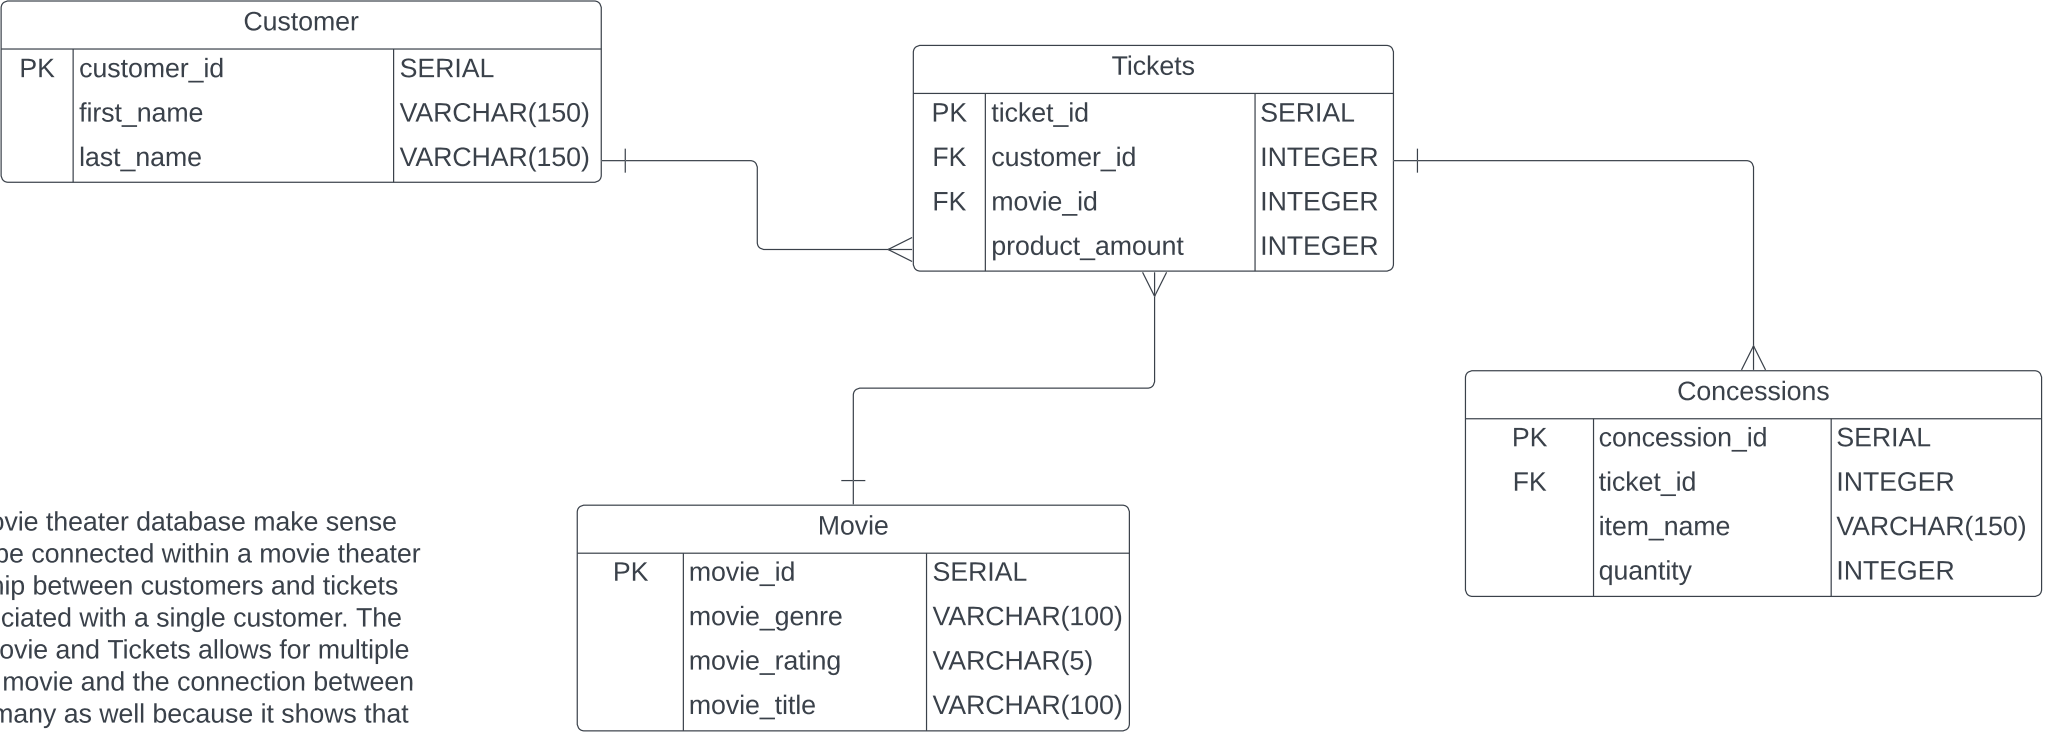 Customer
PK customer_id SERIAL
first_name VARCHAR(150)
last_name VARCHAR(150)
Tickets
PK ticket_id SERIAL
FK customer_id INTEGER
FK movie_id INTEGER
product_amount INTEGER
Concessions
PK concession_id SERIAL
FK ticket_id INTEGER
item_name VARCHAR(150)
quantity INTEGER
Movie
PK movie_id SERIAL
movie_genre VARCHAR(100)
movie_rating VARCHAR(5)
movie_title VARCHAR(100)
theater database make sense
be connected within a movie theater
between customers and tickets
with a single customer. The
and Tickets allows for multiple
movie and the connection between
many as well because it shows that